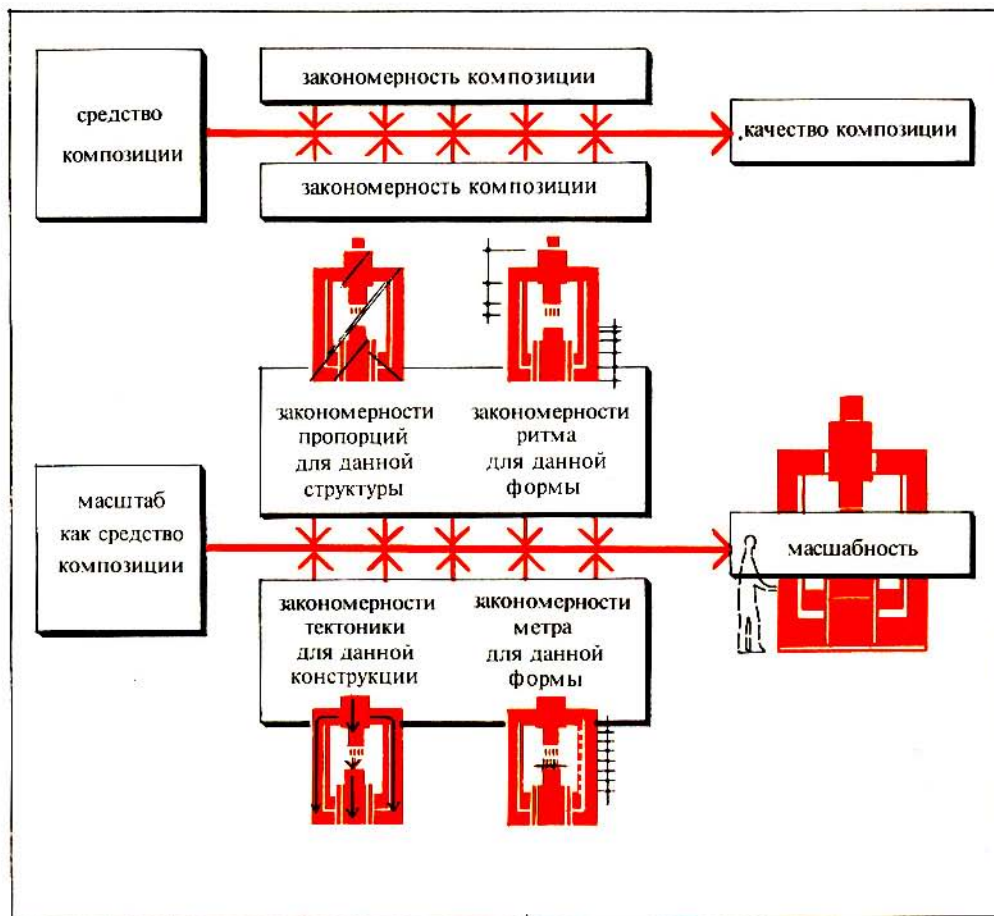 средство
композиции
закономерность композиции
закономерность композиции
.качество композиции
закономерности
пропорций
для данной
структуры
закономерности
ритма
для данной
формы
масштаб
как средство
композиции
масшабность
закономерности
тектоники
для данной
конструкции
закономерности
метра
для данной
формы